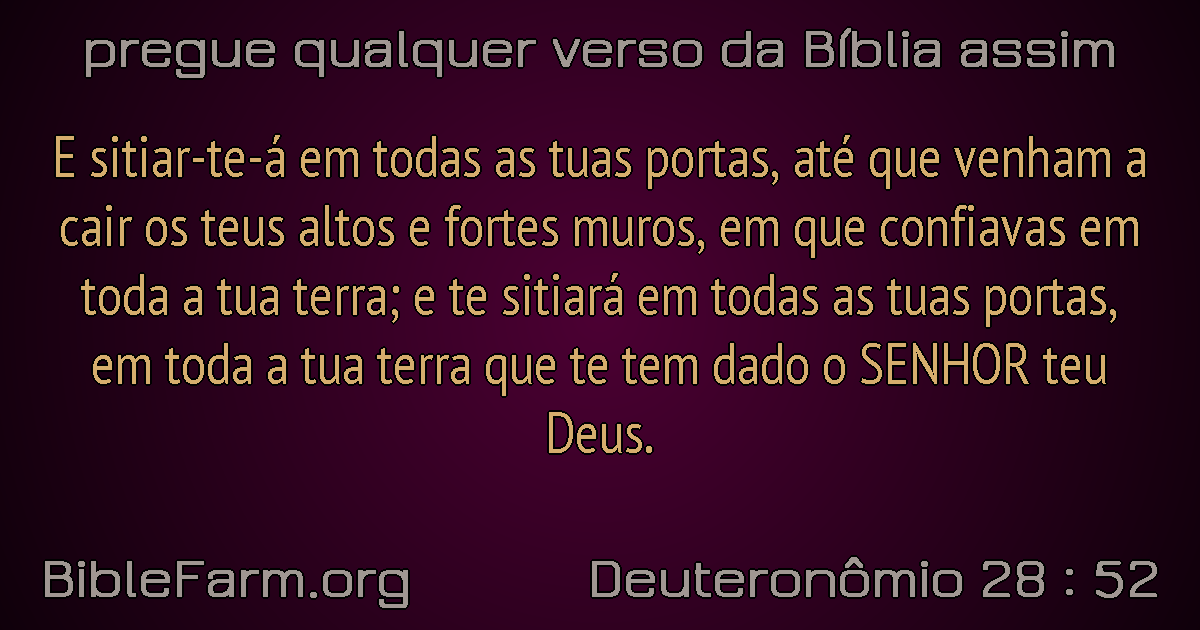 pregue qualquer verso da Bíblia assim
E sitiar-te-á em todas as tuas portas, até que venham a
cair os teus altos e fortes muros, em que confiavas em
toda a tua terra; e te sitiará em todas as tuas portas,
em toda a tua terra que te tem dado o SENHOR teu
Deus.
BibleFarm.org
Deuteronômio 28 : 52